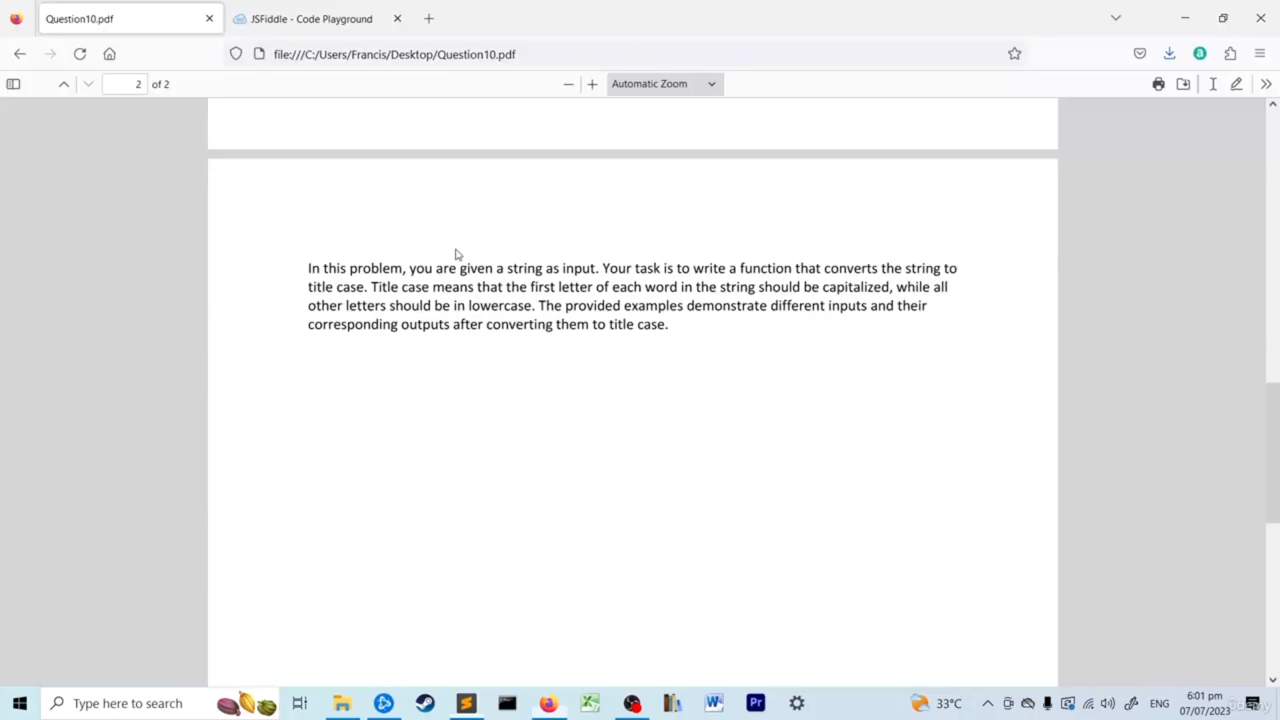 Question10.pdf
JSFiddle - Code Playground
file:///C:/Users/Francis/Desktop/Question10.pdf
2 of 2
Automatic Zoom
In this problem, you are given a string as input. Your task is to write a function that converts the string to
title case. Title case means that the first letter of each word in the string should be capitalized, while all
other letters should be in lowercase. The provided examples demonstrate different inputs and their
corresponding outputs after converting them to title case.
Type here to search
33°C
ENG
6:01 pm
07/07/2023